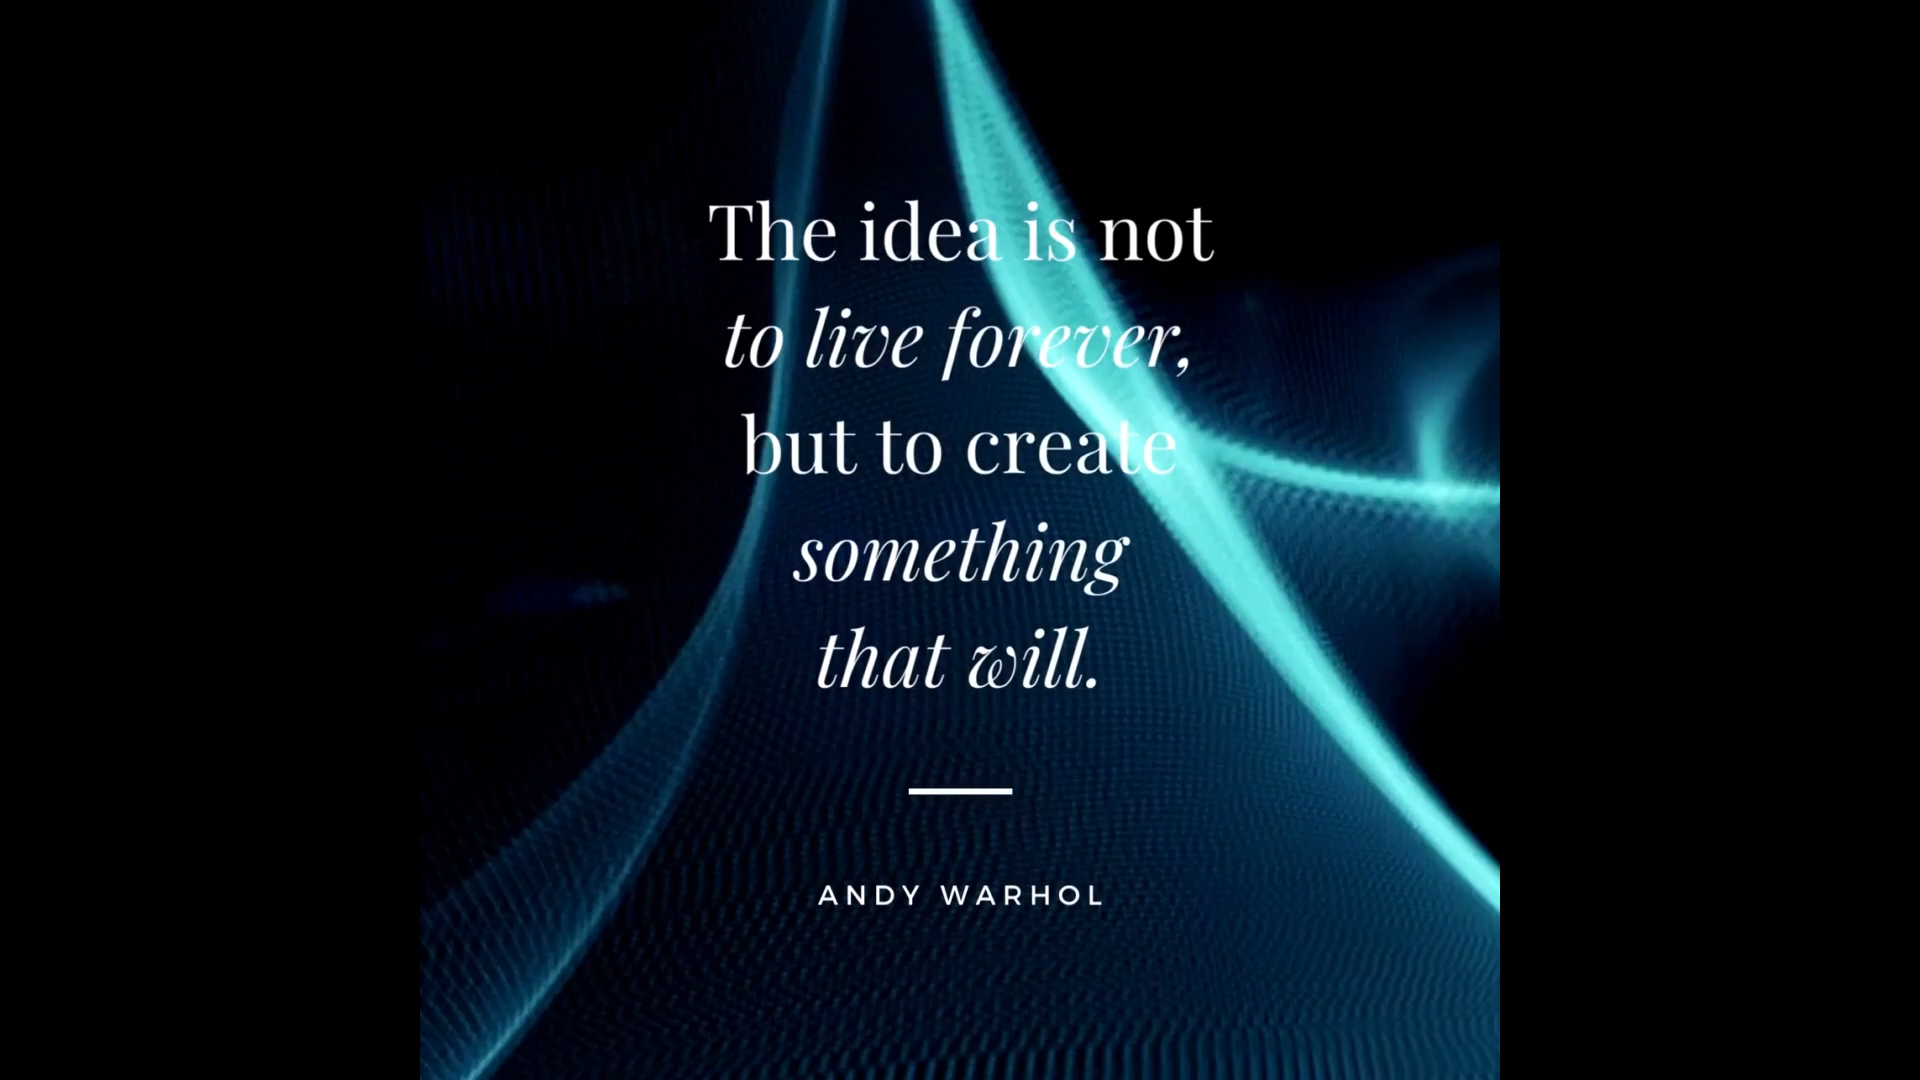 The idea is not
to live forever,
but to create
something
that will.
ANDY WARHOL